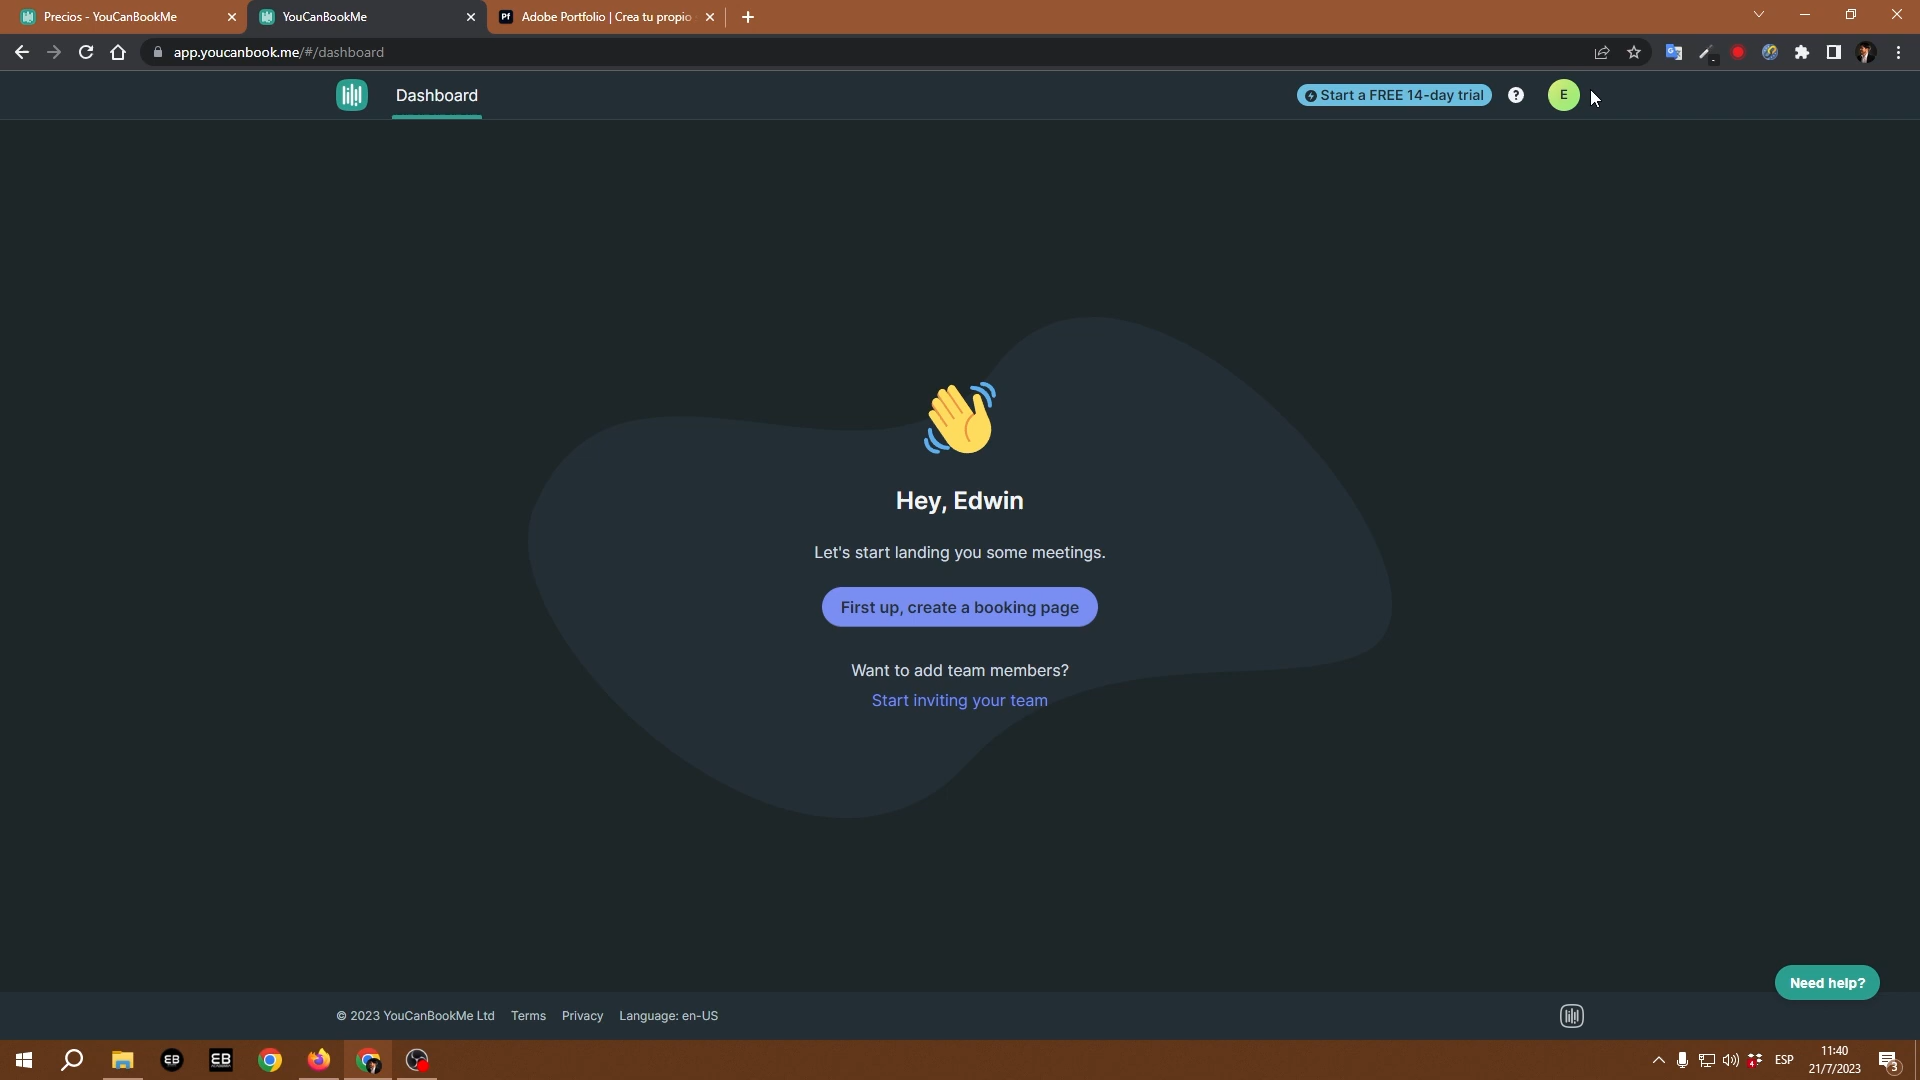 Precios - YouCanBookMe
YouCanBookMe
Pf
Adobe Portfolio | Crea tu propio
app.youcanbook.me/#/dashboard
Dashboard
Start a FREE 14-day trial
?
E
Hey, Edwin
Let's start landing you some meetings.
First up, create a booking page
Want to add team members?
Start inviting your team
Need help?
© 2023 YouCanBookMe Ltd Terms Privacy Language: en-US
EB
EB
ESP
11:40
21/7/2023
3